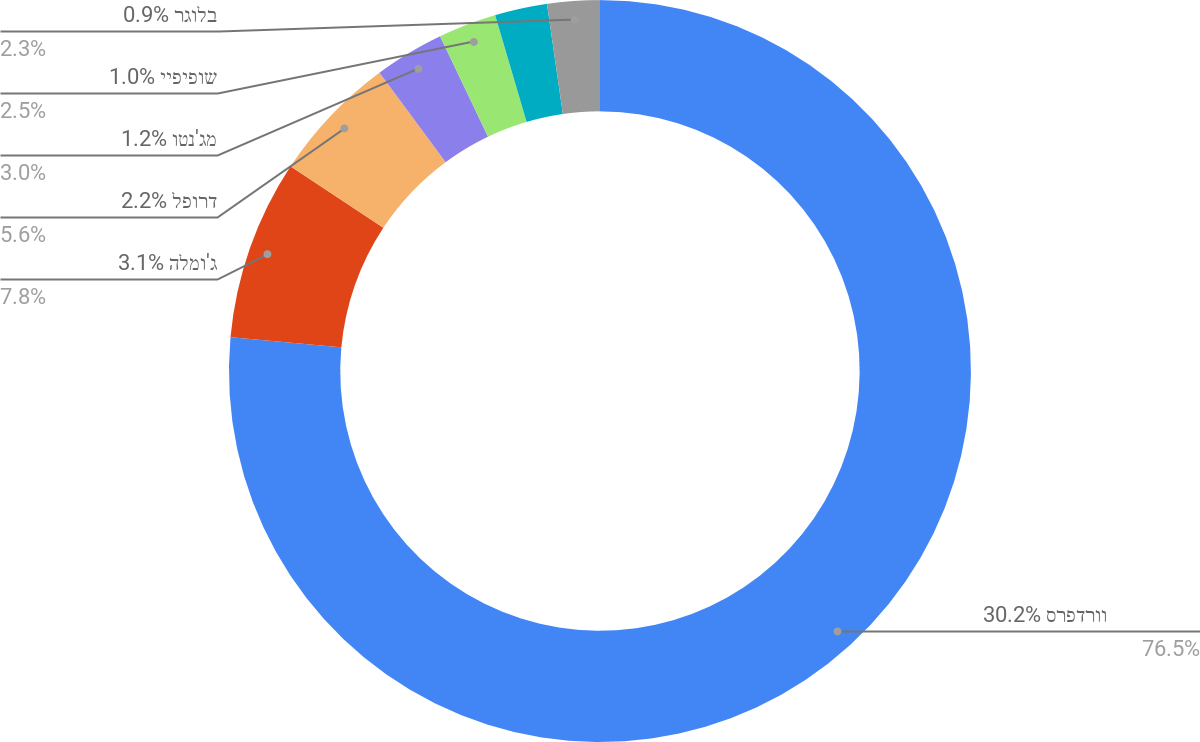 בלוגר 0.9%
2.3%
שופיפיי 1.0%
2.5%
מג'נטו 1.2%
3.0%
דרופל 2.2%
5.6%
ג'ומלה 3.1%
7.8%
וורדפרס 30.2%
76.5%